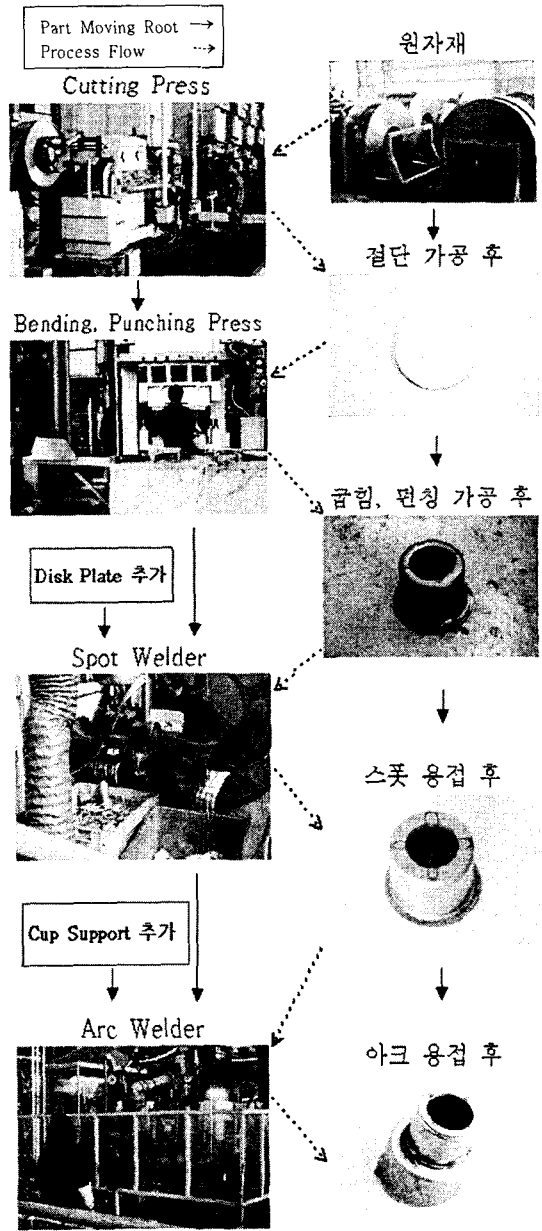 Part Moving Root →
Process Flow ⇢
원자재
Cutting Press
절단 가공 후
Bending, Punching Press
굽힘, 펀칭 가공 후
Disk Plate 추가
Spot Welder
스폿 용접 후
Cup Support 추가
Arc Welder
아크 용접 후